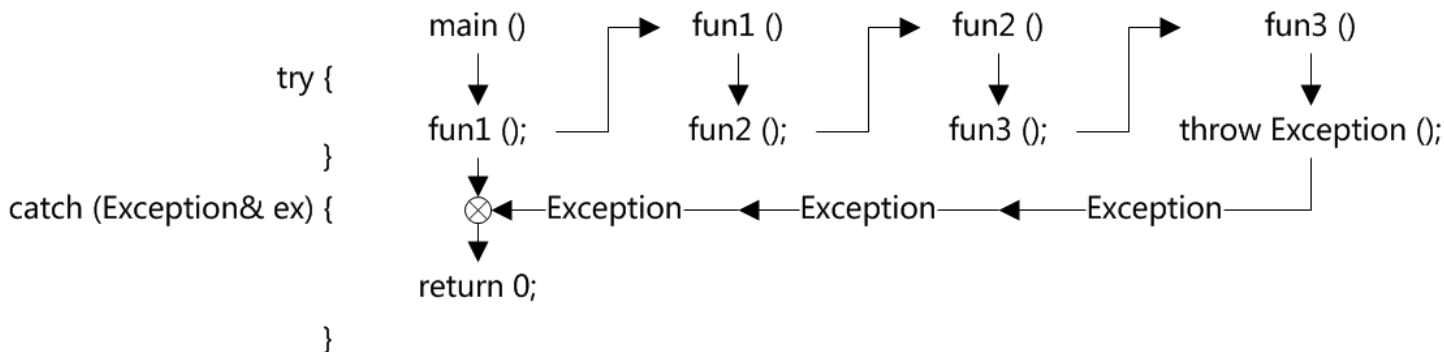 main () fun1 () fun2 () fun3 ()
try {
fun1 (); fun2 (); fun3 (); throw Exception ();
}
catch (Exception& ex) { Exception Exception Exception
return 0;
}